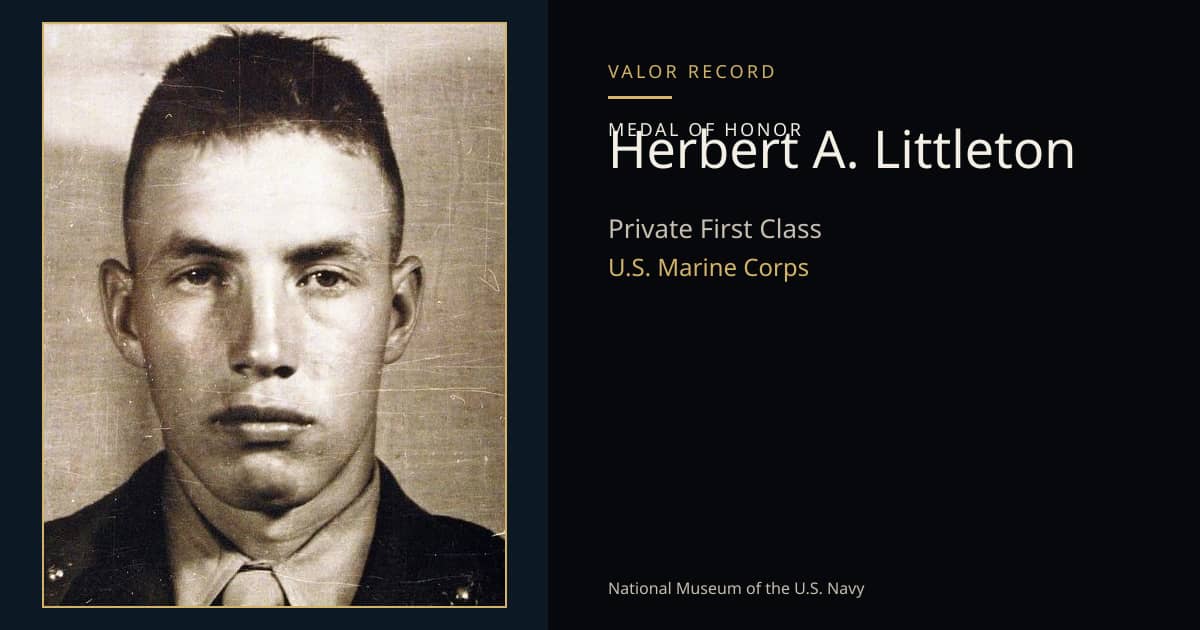 VALOR RECORD
MEDAL OF HONOR
Herbert A. Littleton
Private First Class
U.S. Marine Corps
National Museum of the U.S. Navy